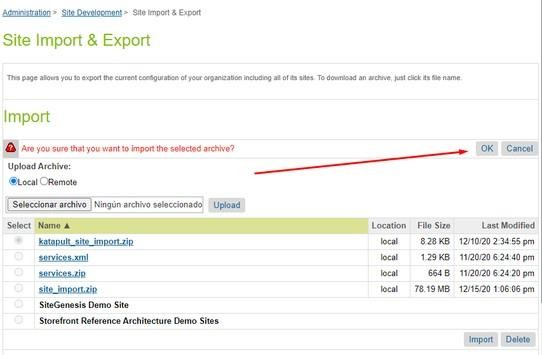 Administration > Site Development > Site Import & Export
Site Import & Export
This page allows you to export the current configuration of your organization including all of its sites. To download an archive, just click its file name.
Import
Are you sure that you want to import the selected archive? OK Cancel
Upload Archive:
Local Remote
Seleccionar archivo Ningún archivo seleccionado Upload
Select Name ▲ Location File Size Last Modified
katapult_site_import.zip local 8.28 KB 12/10/20 2:34:55 pm
services.xml local 1.29 KB 11/20/20 6:24:40 pm
services.zip local 664 B 11/20/20 6:24:20 pm
site_import.zip local 78.19 MB 12/15/20 1:06:06 pm
SiteGenesis Demo Site
Storefront Reference Architecture Demo Sites
Import Delete